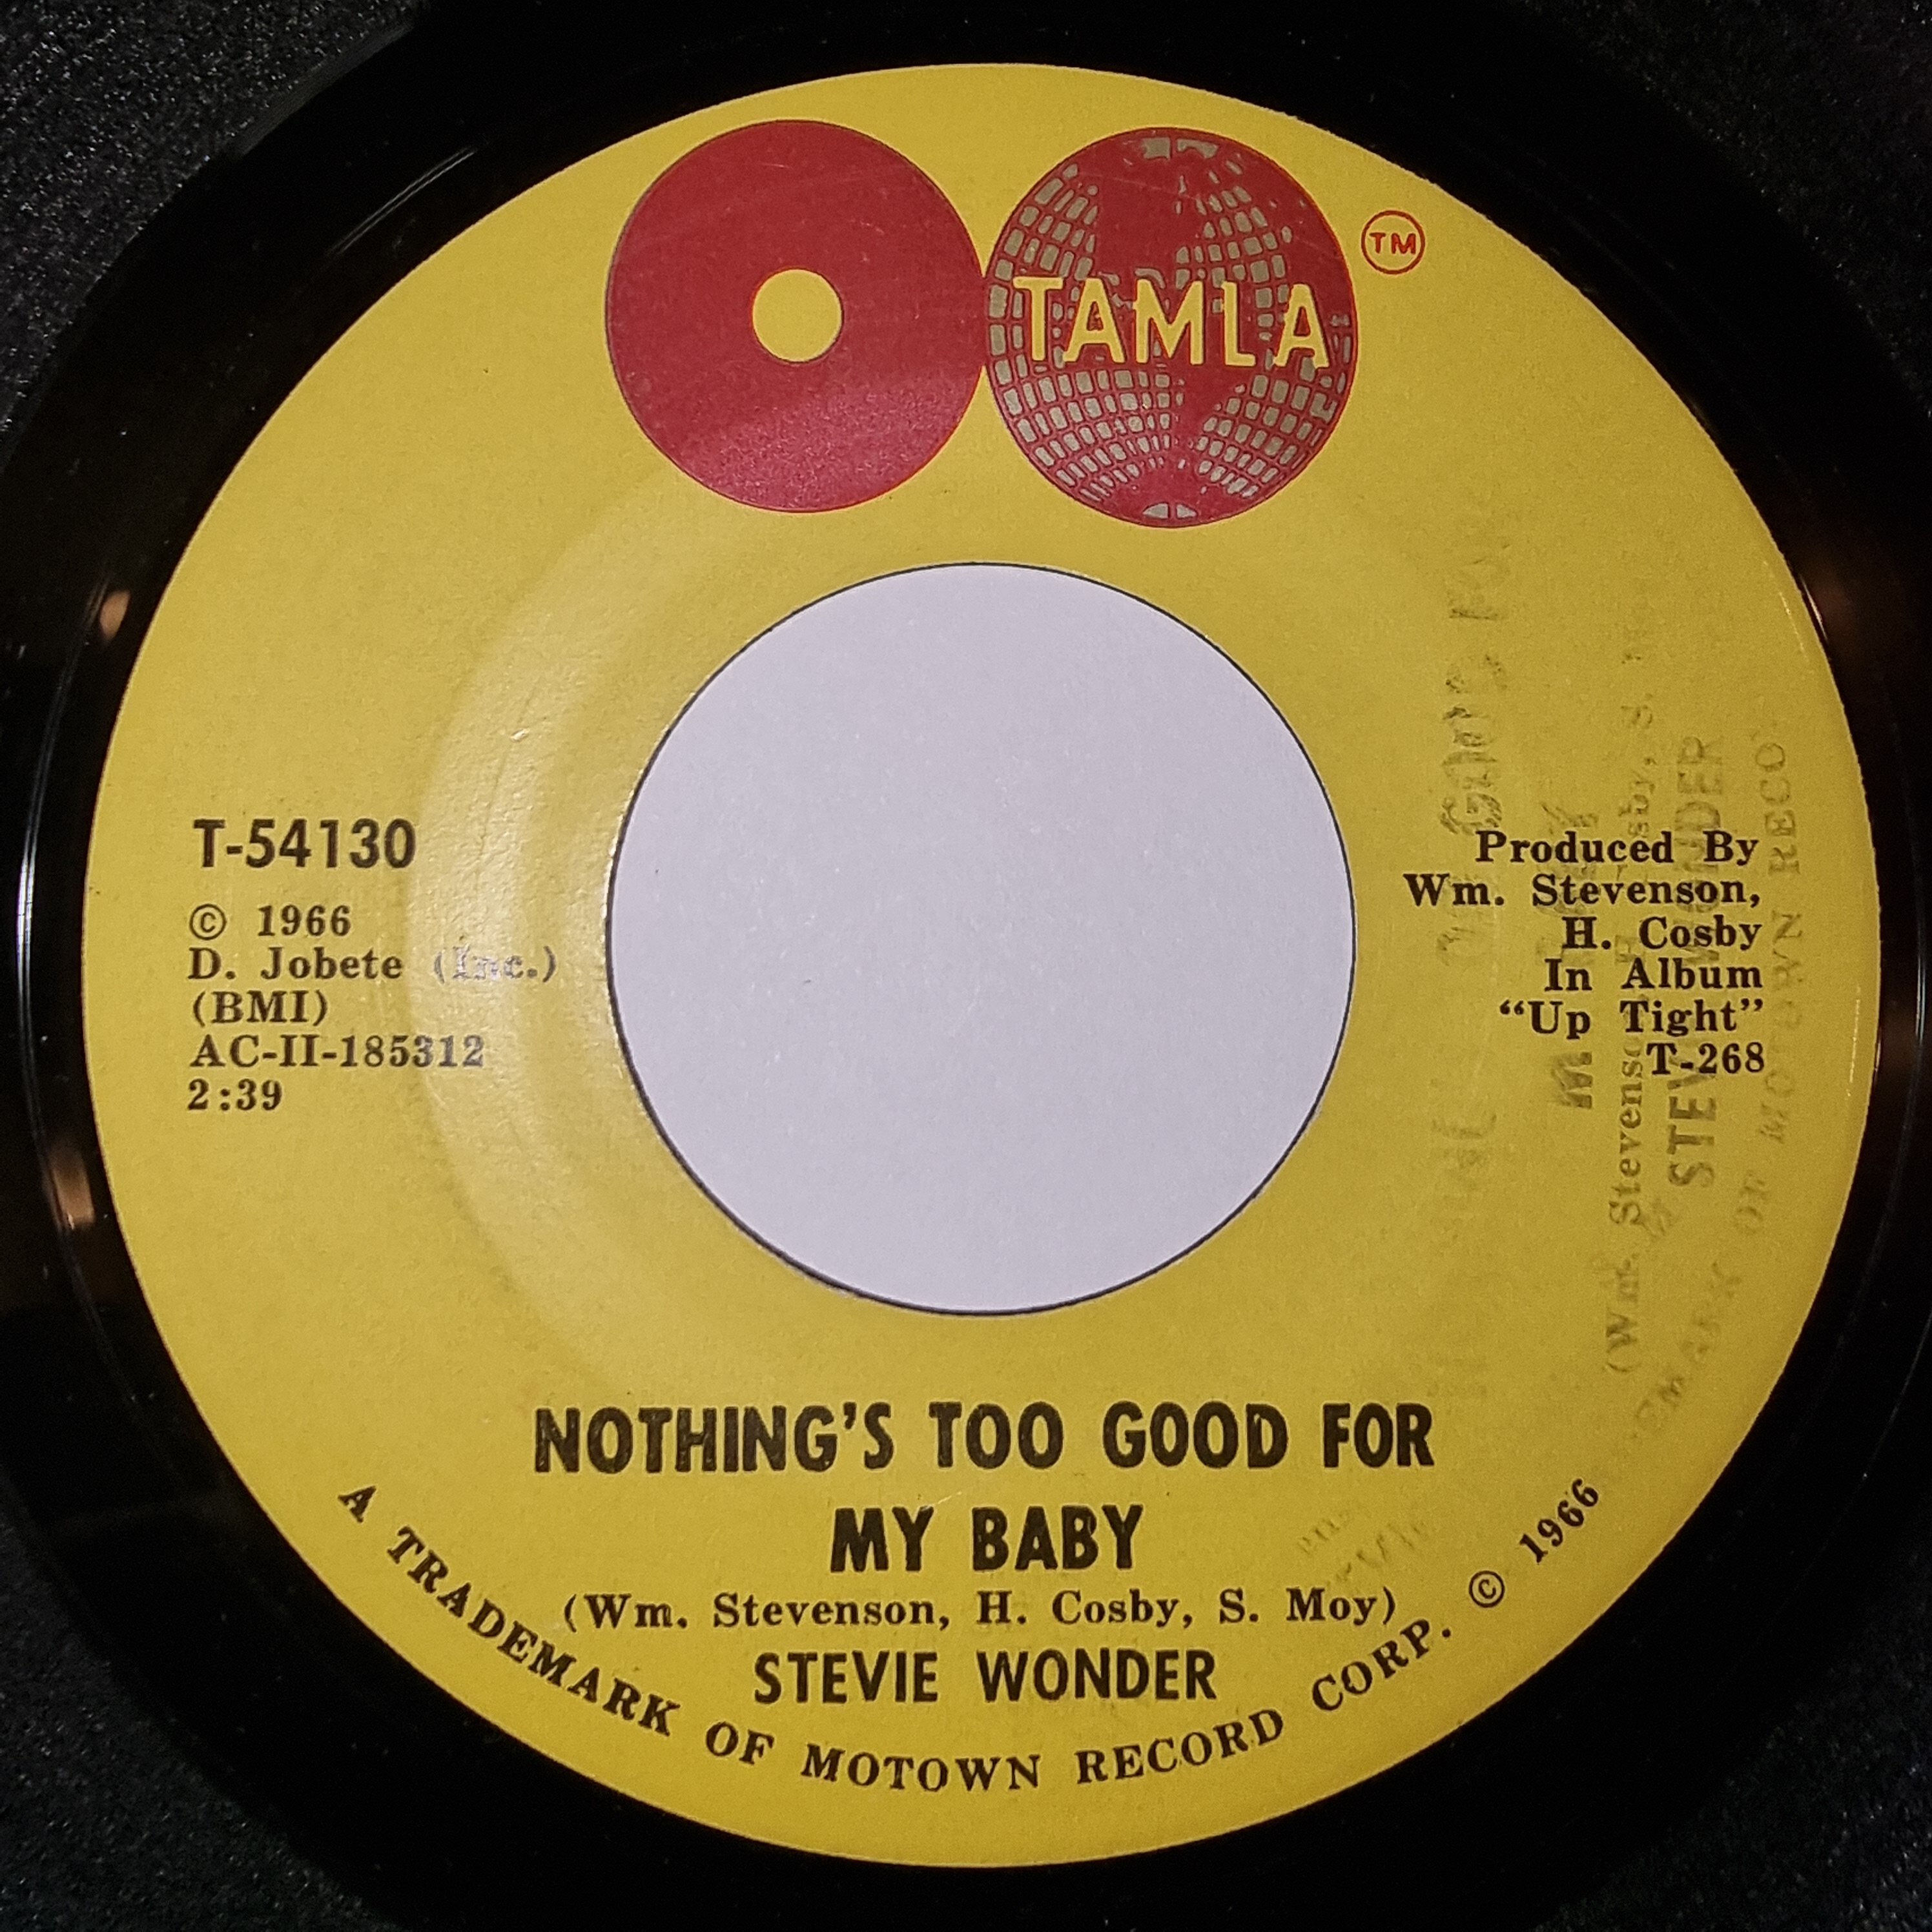 TAMLA
TM
T-54130
© 1966
D. Jobete (Inc.)
(BMI)
AC-II-185312
2:39
Produced By
Wm. Stevenson,
H. Cosby
In Album
“Up Tight”
T-268
NOTHING'S TOO GOOD FOR
MY BABY
(Wm. Stevenson, H. Cosby, S. Moy)
STEVIE WONDER
A TRADEMARK OF MOTOWN RECORD CORP. © 1966